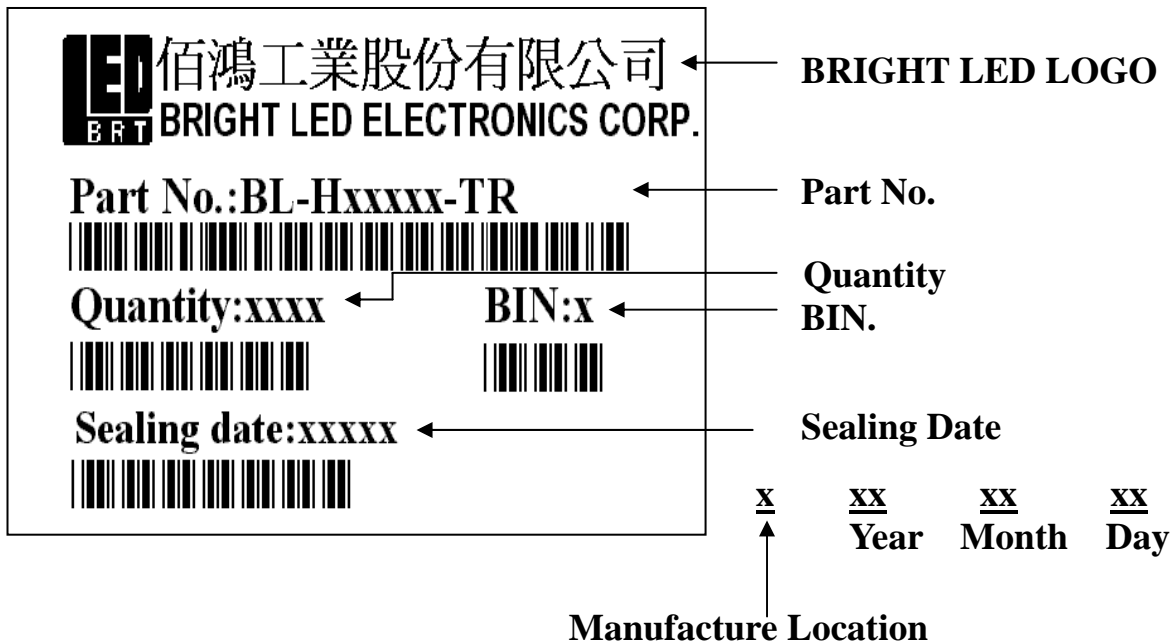 LED 佰鴻工業股份有限公司 BRIGHT LED LOGO
BRT BRIGHT LED ELECTRONICS CORP.
Part No.:BL-Hxxxxx-TR Part No.
Quantity
Quantity:xxxx BIN:x BIN.
Sealing date:xxxxx Sealing Date
x xx xx xx
Year Month Day
Manufacture Location